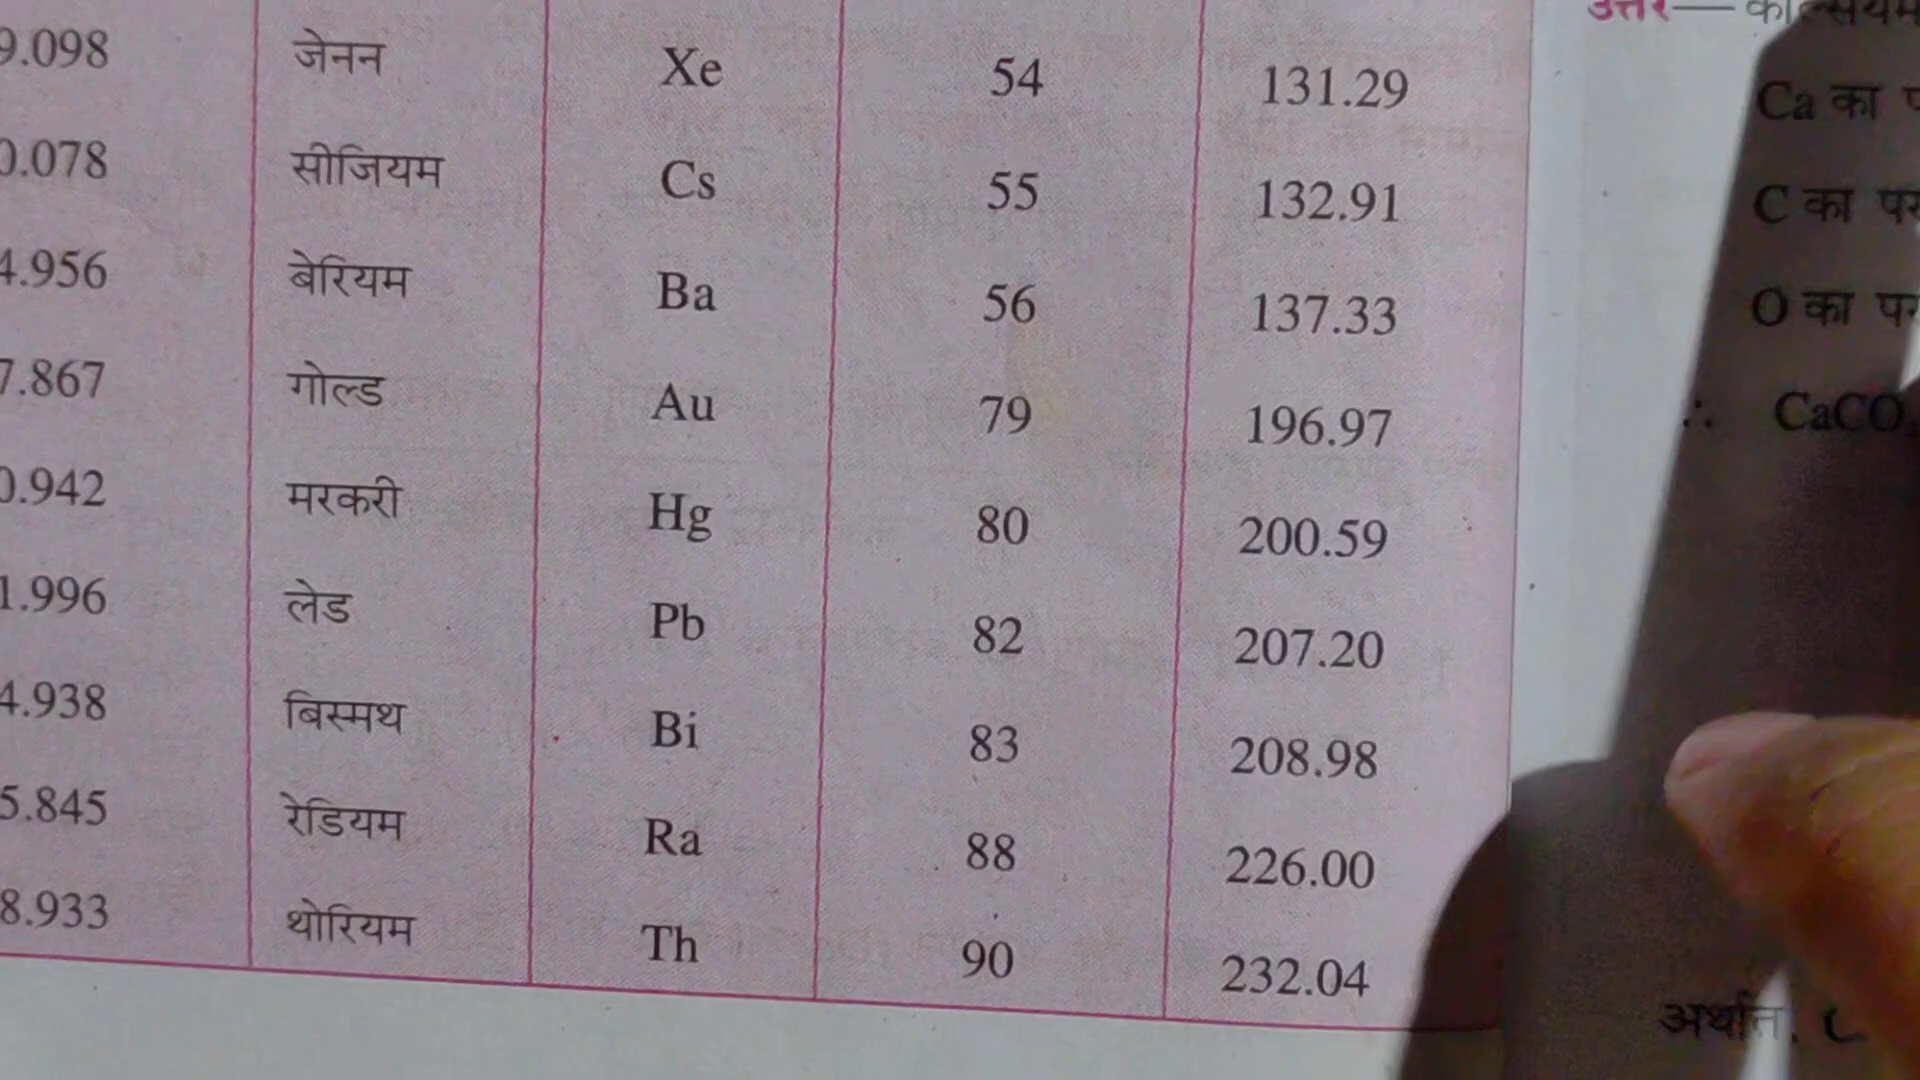 9.098 जेनन Xe 54 131.29
0.078 सीजियम Cs 55 132.91
4.956 बेरियम Ba 56 137.33
7.867 गोल्ड Au 79 196.97
0.942 मरकरी Hg 80 200.59
1.996 लेड Pb 82 207.20
4.938 बिस्मथ Bi 83 208.98
5.845 रेडियम Ra 88 226.00
8.933 थोरियम Th 90 232.04
उत्तर—
Ca का
C का
O का
∴ CaCO
अर्थात,